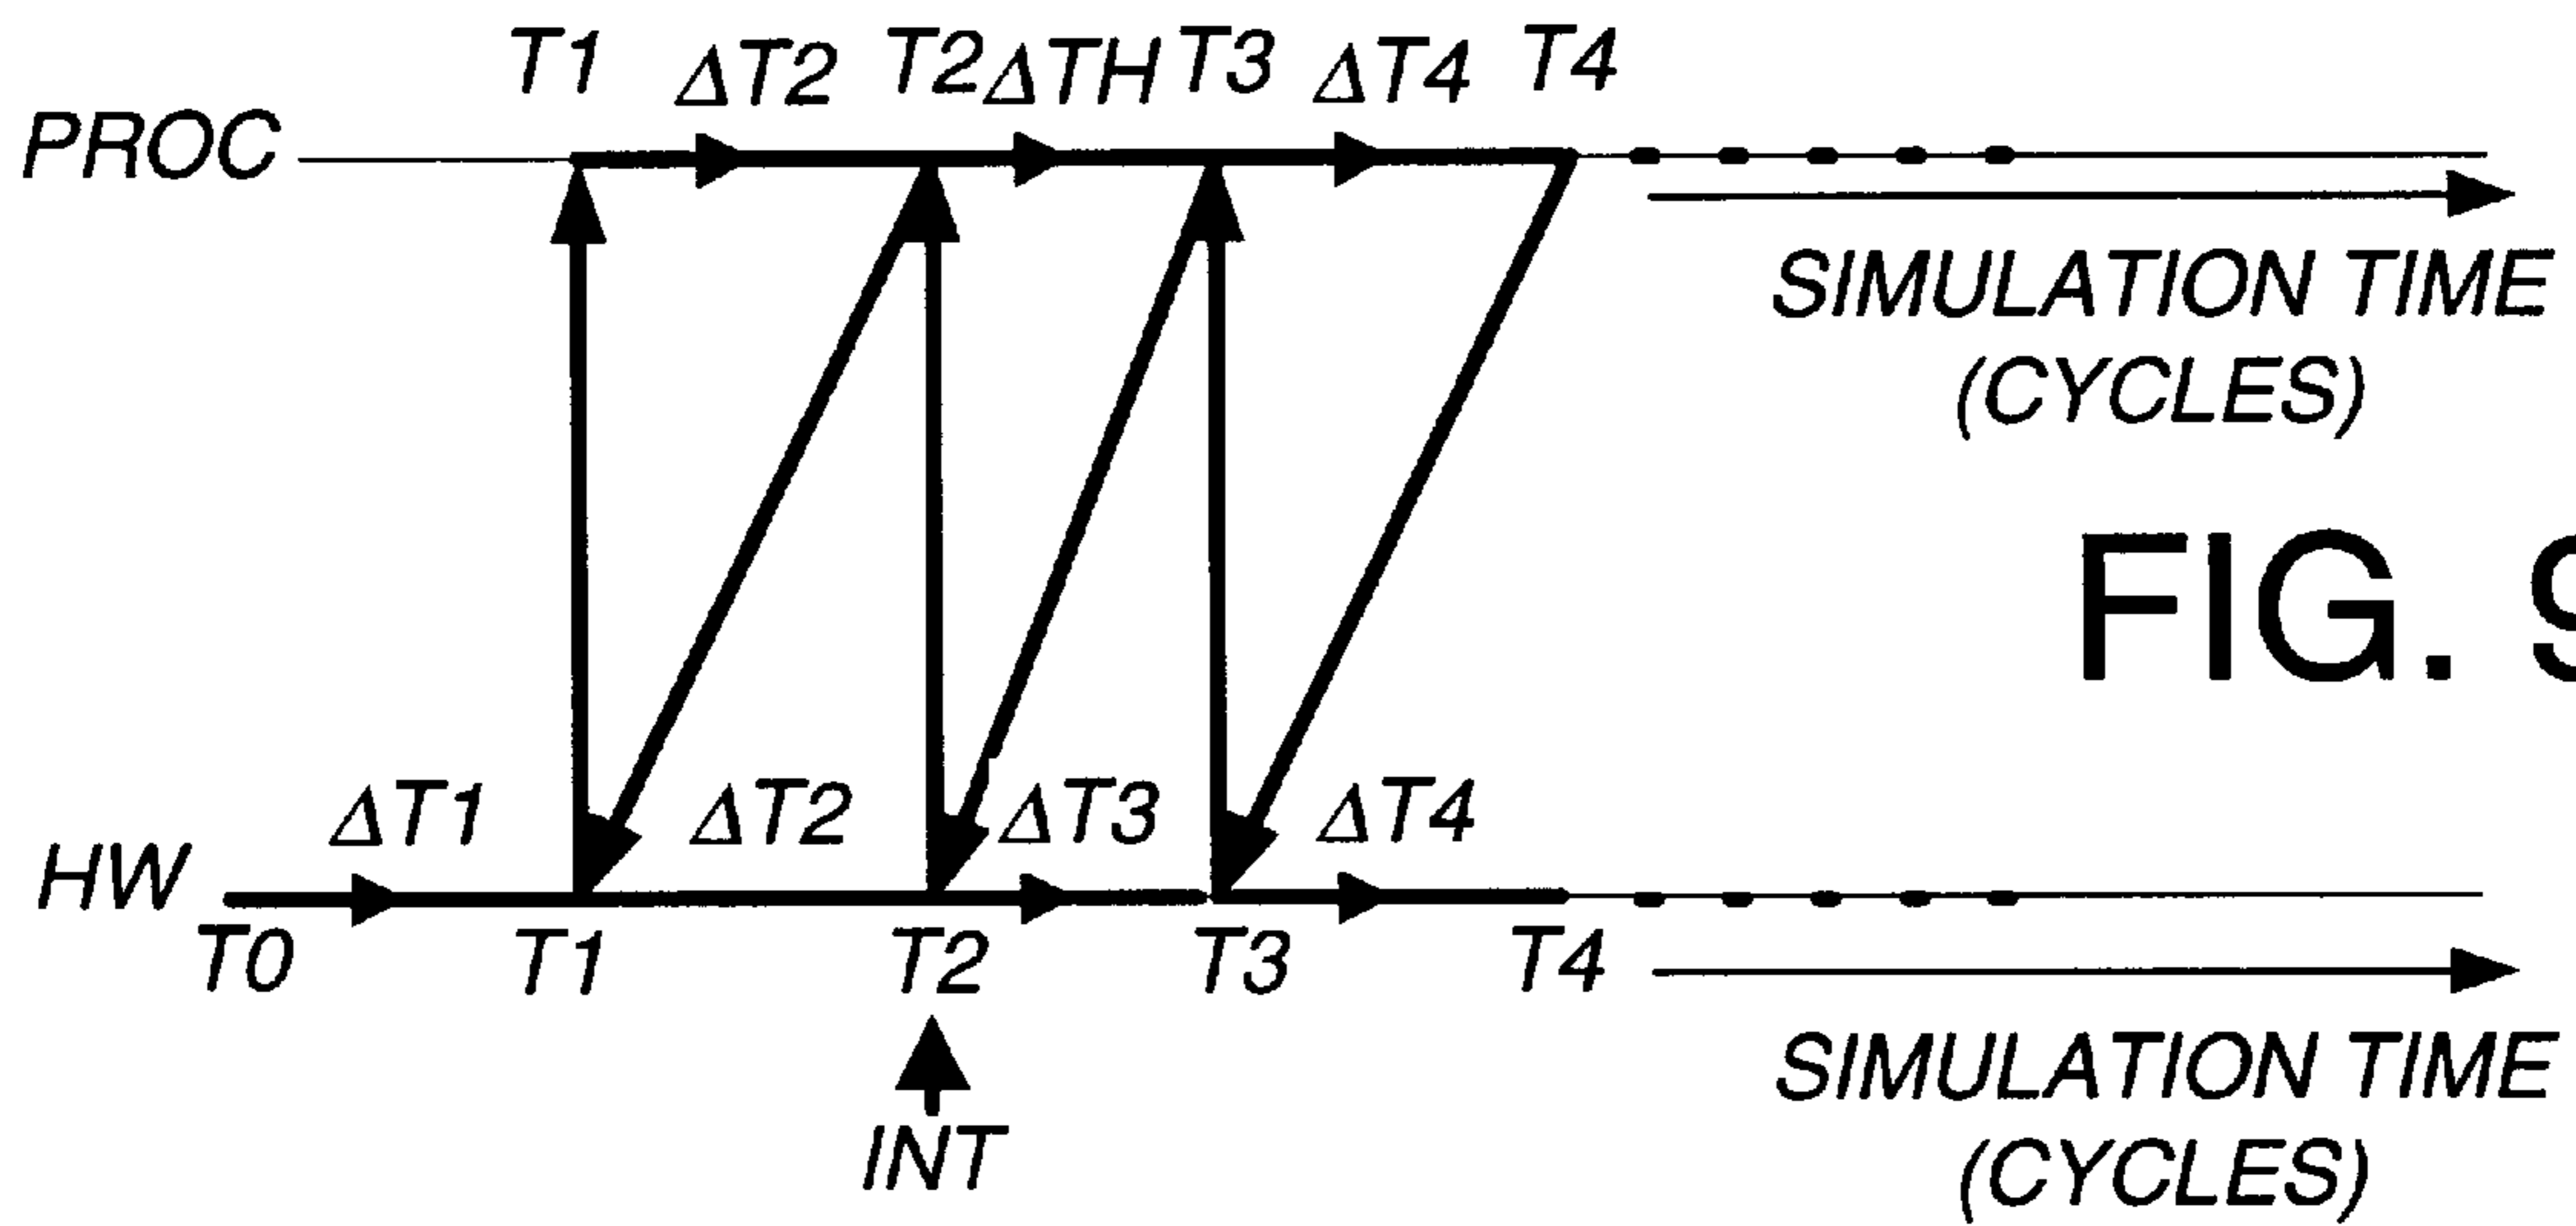 T1 ΔT2 T2 ΔTH T3 ΔT4 T4
PROC
SIMULATION TIME
(CYCLES)
FIG. 9
ΔT1 ΔT2 ΔT3 ΔT4
HW
T0 T1 T2 T3 T4
INT
SIMULATION TIME
(CYCLES)